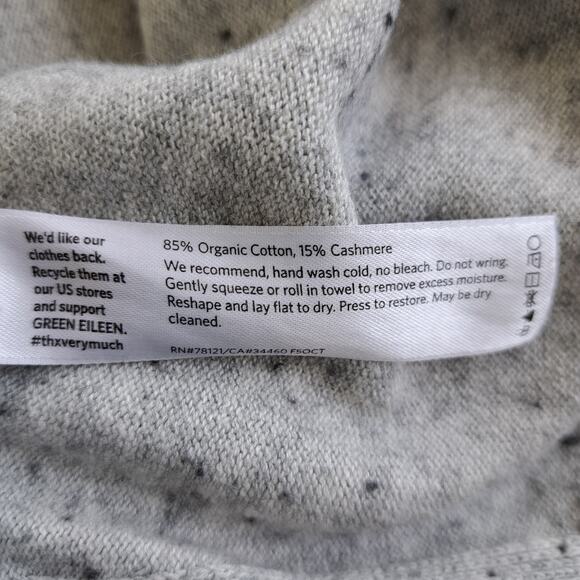 We'd like our
clothes back.
Recycle them at
our US stores
and support
GREEN EILEEN.
#thxverymuch
85% Organic Cotton, 15% Cashmere
We recommend, hand wash cold, no bleach. Do not wring.
Gently squeeze or roll in towel to remove excess moisture.
Reshape and lay flat to dry. Press to restore. May be dry
cleaned.
RN#78121/CA#34460 F5OCT